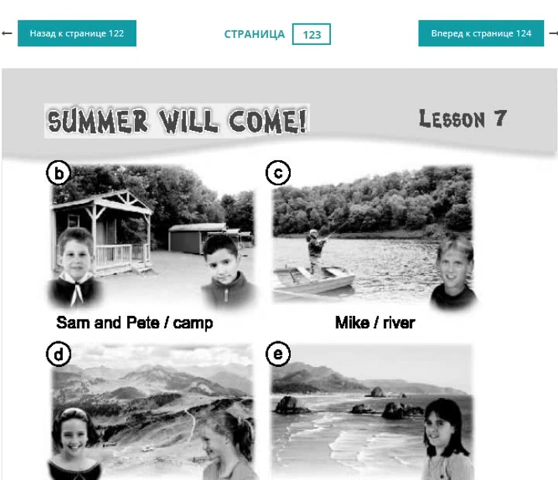 ← Назад к странице 122 СТРАНИЦА 123 Вперед к странице 124 →
SUMMER WILL COME! LESSON 7
b c
Sam and Pete / camp Mike / river
d e